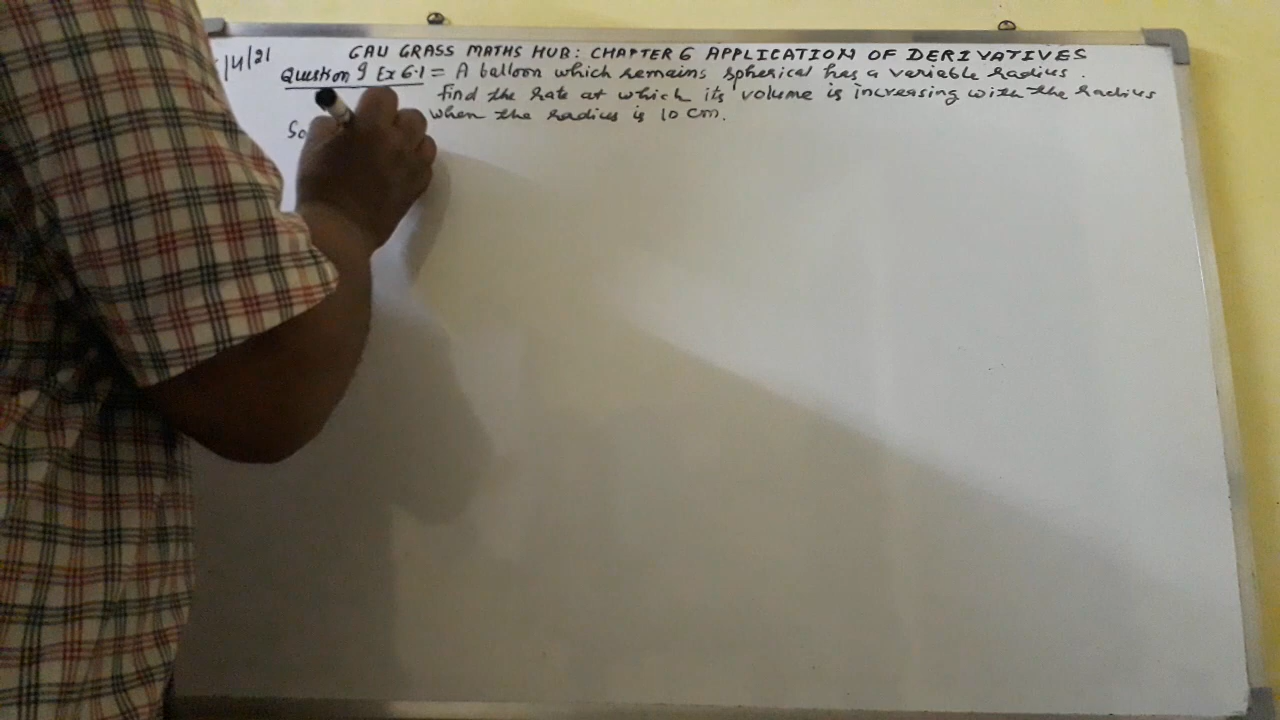 /4/21
GAU GRASS MATHS HUB: CHAPTER 6 APPLICATION OF DERIVATIVES
Question 9 Ex 6.1 = A balloon which remains spherical has a variable radius.
find the rate at which its volume is increasing with the radius
when the radius is 10 cm.
So